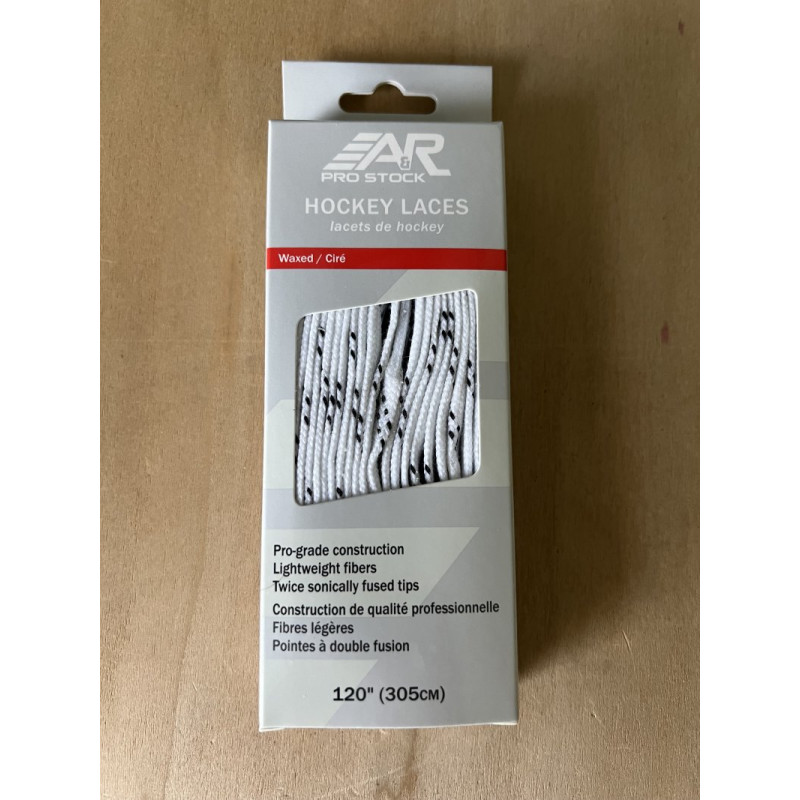 A&R
PRO STOCK
HOCKEY LACES
lacets de hockey
Waxed / Ciré
Pro-grade construction
Lightweight fibers
Twice sonically fused tips
Construction de qualité professionnelle
Fibres légères
Pointes à double fusion
120" (305CM)